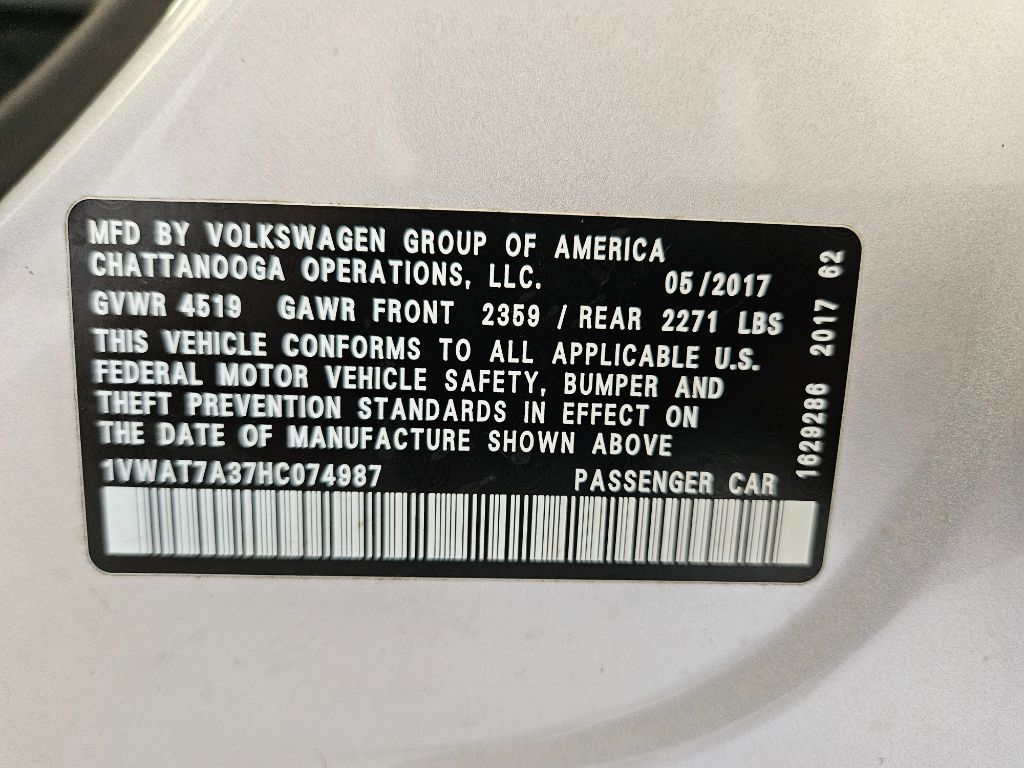 MFD BY VOLKSWAGEN GROUP OF AMERICA
CHATTANOOGA OPERATIONS, LLC. 05/2017
GVWR 4519 GAWR FRONT 2359 / REAR 2271 LBS
THIS VEHICLE CONFORMS TO ALL APPLICABLE U.S.
FEDERAL MOTOR VEHICLE SAFETY, BUMPER AND
THEFT PREVENTION STANDARDS IN EFFECT ON
THE DATE OF MANUFACTURE SHOWN ABOVE
1VWAT7A37HC074987 PASSENGER CAR
1629286 2017 62